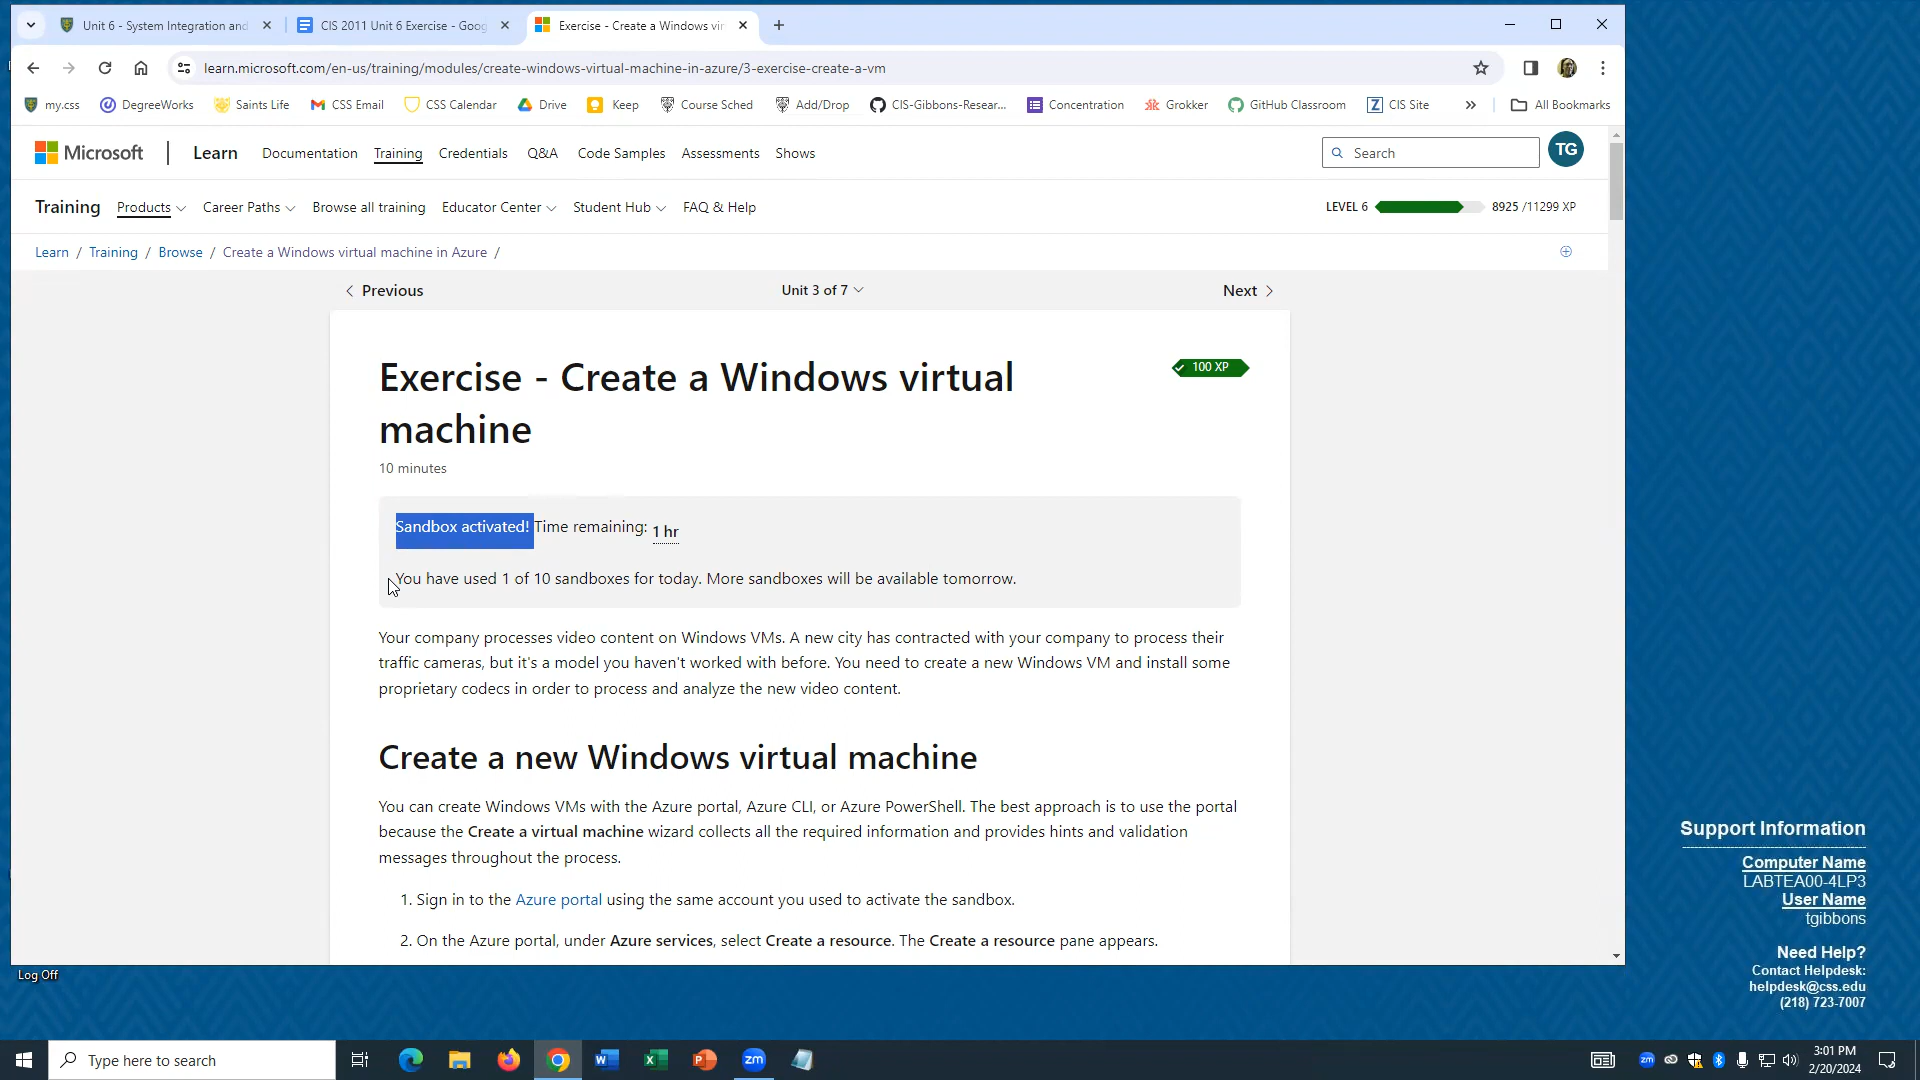 Unit 6 - System Integration and
CIS 2011 Unit 6 Exercise - Goog
Exercise - Create a Windows vir
learn.microsoft.com/en-us/training/modules/create-windows-virtual-machine-in-azure/3-exercise-create-a-vm
my.css
DegreeWorks
Saints Life
CSS Email
CSS Calendar
Drive
Keep
Course Sched
Add/Drop
CIS-Gibbons-Resear...
Concentration
Grokker
GitHub Classroom
CIS Site
All Bookmarks
Microsoft
Learn
Documentation
Training
Credentials
Q&A
Code Samples
Assessments
Shows
Search
TG
Training
Products
Career Paths
Browse all training
Educator Center
Student Hub
FAQ & Help
LEVEL 6
8925 /11299 XP
Learn / Training / Browse / Create a Windows virtual machine in Azure /
Previous
Unit 3 of 7
Next
Exercise - Create a Windows virtual
machine
100 XP
10 minutes
Sandbox activated! Time remaining: 1 hr
You have used 1 of 10 sandboxes for today. More sandboxes will be available tomorrow.
Your company processes video content on Windows VMs. A new city has contracted with your company to process their
traffic cameras, but it's a model you haven't worked with before. You need to create a new Windows VM and install some
proprietary codecs in order to process and analyze the new video content.
Create a new Windows virtual machine
You can create Windows VMs with the Azure portal, Azure CLI, or Azure PowerShell. The best approach is to use the portal
because the Create a virtual machine wizard collects all the required information and provides hints and validation
messages throughout the process.
1. Sign in to the Azure portal using the same account you used to activate the sandbox.
2. On the Azure portal, under Azure services, select Create a resource. The Create a resource pane appears.
Support Information
Computer Name
LABTEA00-4LP3
User Name
tgibbons
Need Help?
Contact Helpdesk:
helpdesk@css.edu
(218) 723-7007
Log Off
Type here to search
zm
zm
3:01 PM
2/20/2024